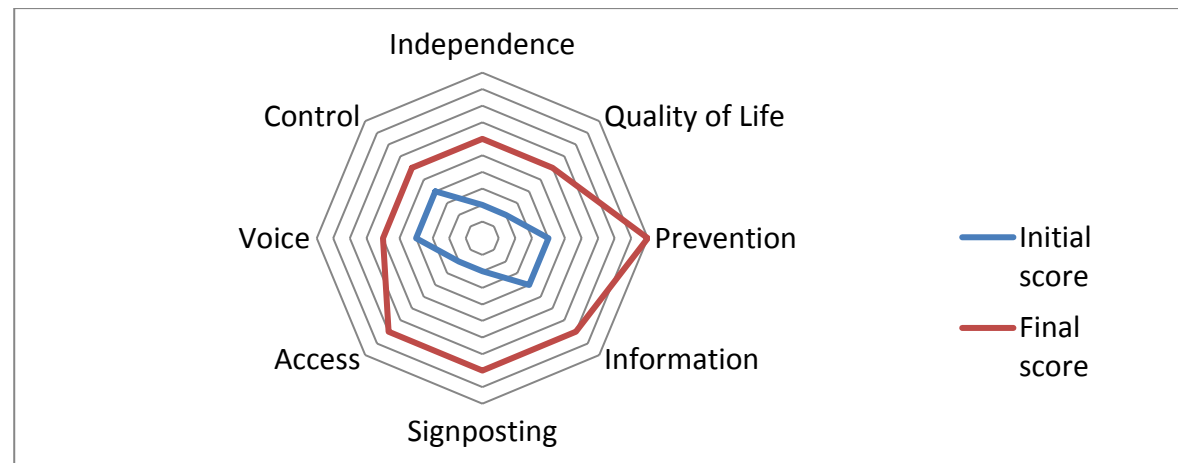 Independence
Control
Quality of Life
Voice
Prevention
Access
Information
Signposting
Initial
score
Final
score